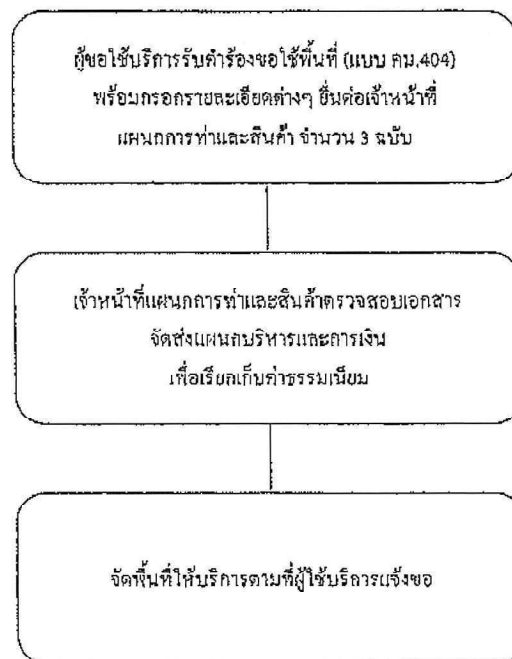 ผู้ขอใช้บริการรับคำร้องขอใช้พื้นที่ (แบบ คม.404)
พร้อมกรอกรายละเอียดต่างๆ ยื่นต่อเจ้าหน้าที่
แผนกการท่าและสินค้า จำนวน 3 ฉบับ
เจ้าหน้าที่แผนกการท่าและสินค้าตรวจสอบเอกสาร
จัดส่งแผนกบริหารและการเงิน
เพื่อเรียกเก็บค่าธรรมเนียม
จัดพื้นที่ให้บริการตามที่ผู้ใช้บริการแจ้งขอ